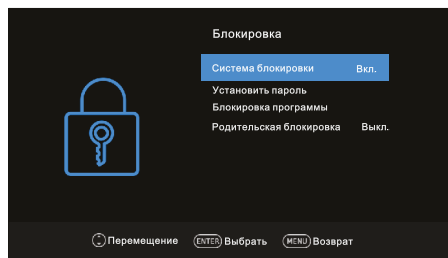 Блокировка
Система блокировки Вкл.
Установить пароль
Блокировка программы
Родительская блокировка Выкл.
Перемещение ENTER Выбрать MENU Возврат